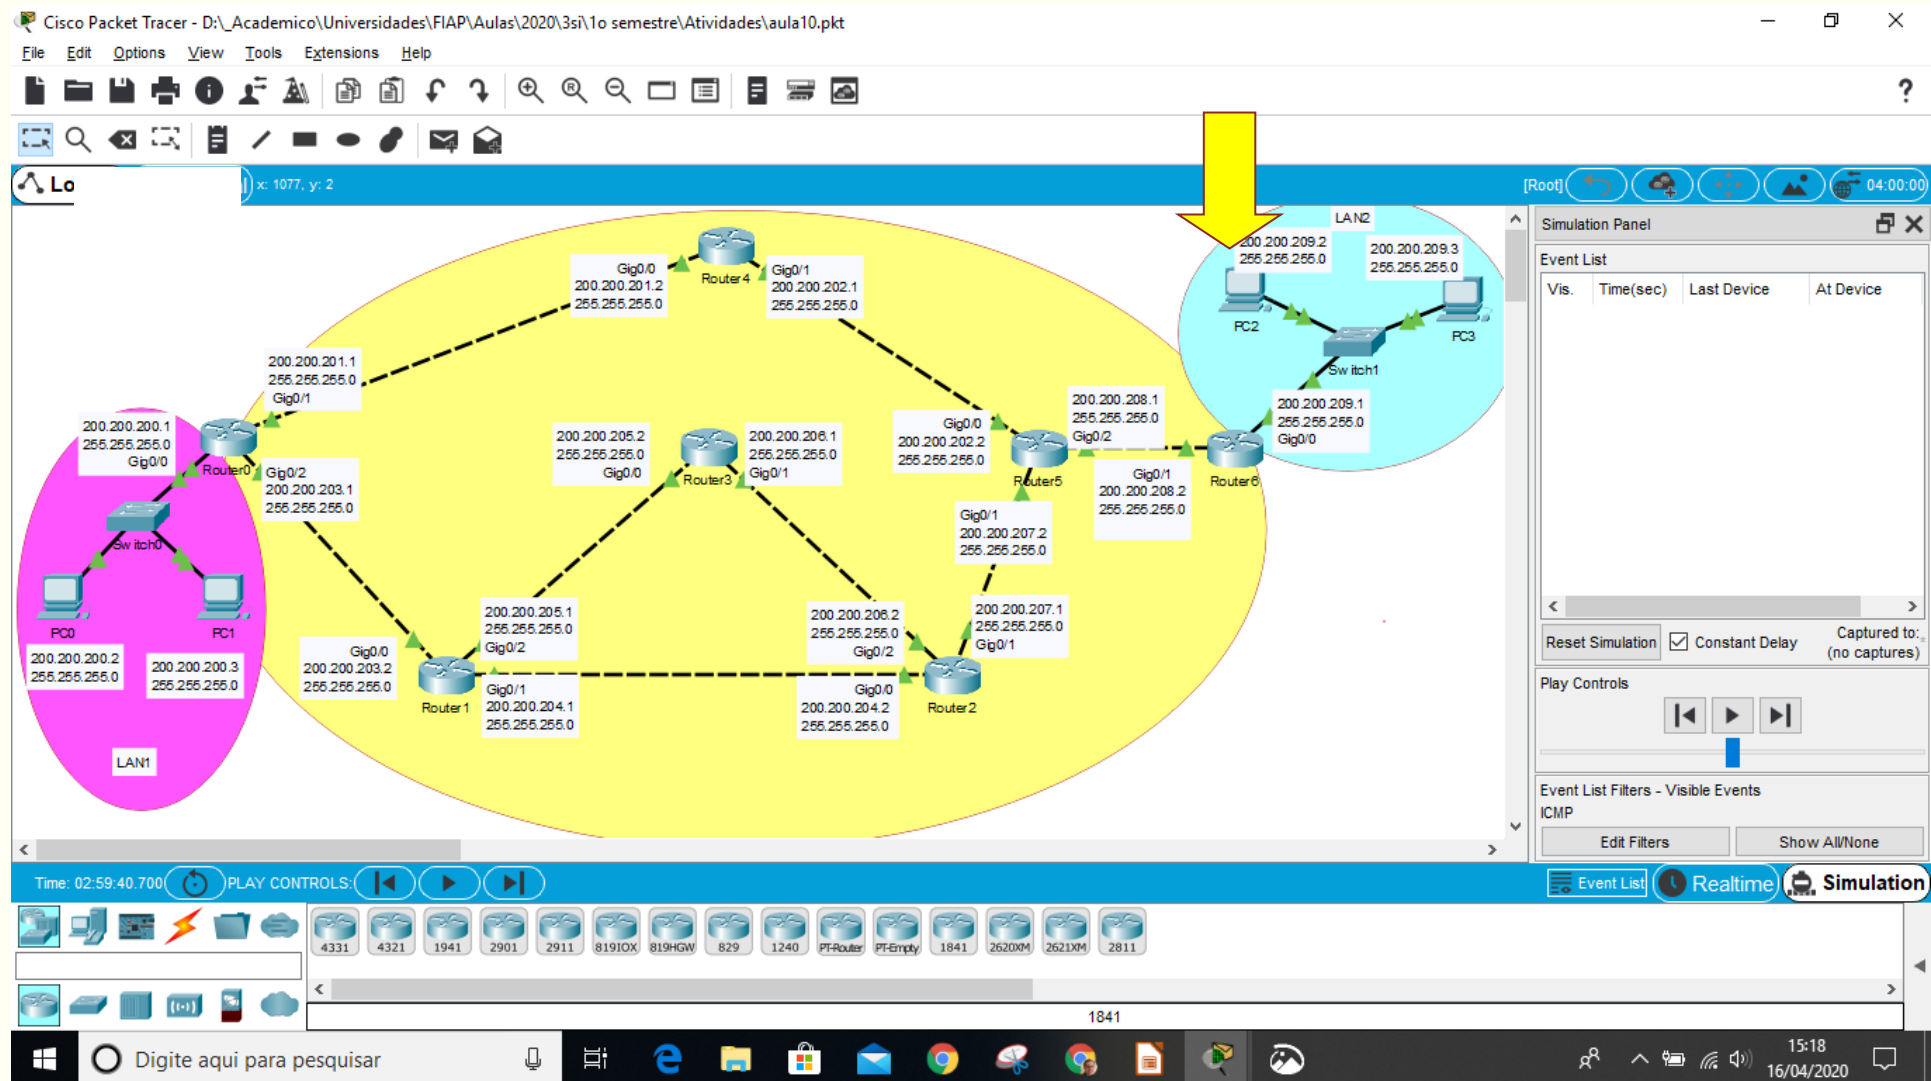 Cisco Packet Tracer - D:\_Academico\Universidades\FIAP\Aulas\2020\3si\1o semestre\Atividades\aula10.pkt
File Edit Options View Tools Extensions Help
?
Lo
x: 1077, y: 2
[Root]
04:00:00
LAN2
200.200.209.2
255.255.255.0
200.200.209.3
255.255.255.0
PC2
PC3
Switch1
200.200.209.1
255.255.255.0
Gig0/0
Gig0/0
200.200.201.2
255.255.255.0
Router4
Gig0/1
200.200.202.1
255.255.255.0
200.200.201.1
255.255.255.0
Gig0/1
200.200.200.1
255.255.255.0
Gig0/0
Router0
Gig0/2
200.200.203.1
255.255.255.0
200.200.205.2
255.255.255.0
Gig0/0
Router3
200.200.206.1
255.255.255.0
Gig0/1
Gig0/0
200.200.202.2
255.255.255.0
Router5
200.200.208.1
255.255.255.0
Gig0/2
Gig0/1
200.200.208.2
255.255.255.0
Router6
Gig0/1
200.200.207.2
255.255.255.0
Switch0
PC0
PC1
200.200.200.2
255.255.255.0
200.200.200.3
255.255.255.0
LAN1
Gig0/0
200.200.203.2
255.255.255.0
200.200.205.1
255.255.255.0
Gig0/2
Router1
Gig0/1
200.200.204.1
255.255.255.0
200.200.206.2
255.255.255.0
Gig0/2
Gig0/0
200.200.204.2
255.255.255.0
200.200.207.1
255.255.255.0
Gig0/1
Router2
Simulation Panel
Event List
Vis. Time(sec) Last Device At Device
Reset Simulation Constant Delay Captured to:
(no captures)
Play Controls
Event List Filters - Visible Events
ICMP
Edit Filters Show All/None
Time: 02:59:40.700 PLAY CONTROLS:
Event List Realtime Simulation
4331 4321 1941 2901 2911 819IOX 819HGW 829 1240 PT-Router PT-Empty 1841 2620XM 2621XM 2811
1841
Digite aqui para pesquisar
15:18
16/04/2020